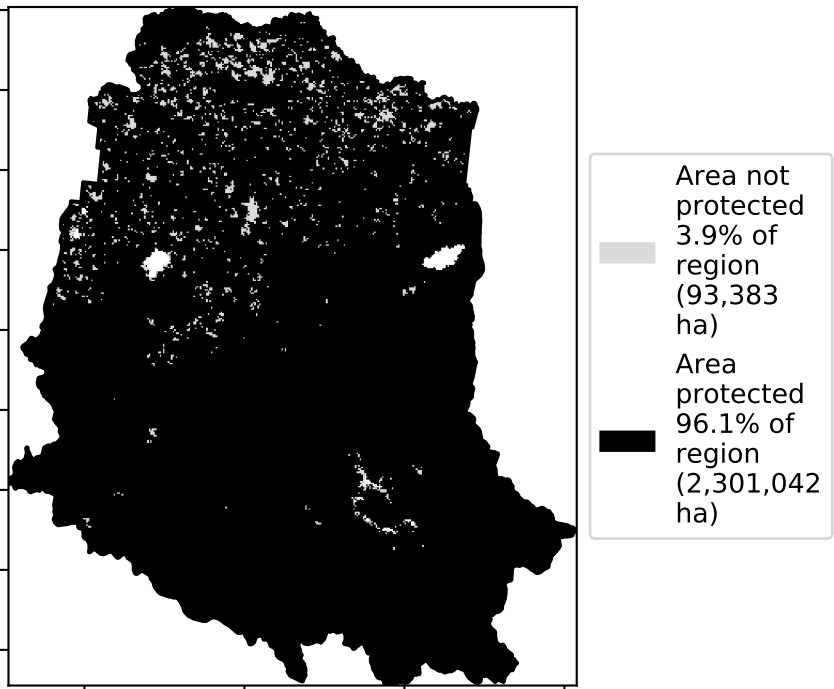 Area not
protected
3.9% of
region
(93,383
ha)
Area
protected
96.1% of
region
(2,301,042
ha)